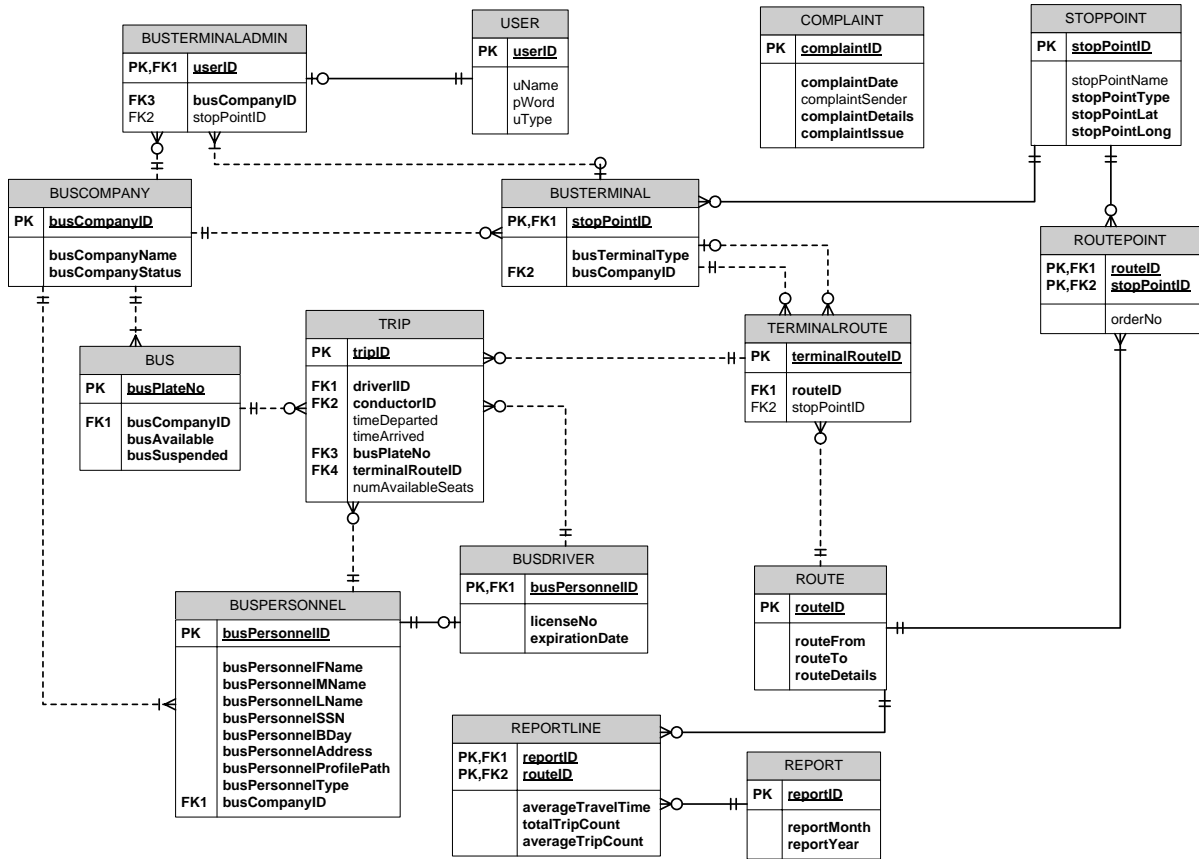 BUSTERMINALADMIN
PK,FK1 userID
FK3 busCompanyID
FK2 stopPointID
USER
PK userID
uName
pWord
uType
COMPLAINT
PK complaintID
complaintDate
complaintSender
complaintDetails
complaintIssue
STOPPOINT
PK stopPointID
stopPointName
stopPointType
stopPointLat
stopPointLong
BUSCOMPANY
PK busCompanyID
busCompanyName
busCompanyStatus
BUSTERMINAL
PK,FK1 stopPointID
busTerminalType
FK2 busCompanyID
ROUTEPOINT
PK,FK1 routeID
PK,FK2 stopPointID
orderNo
BUS
PK busPlateNo
FK1 busCompanyID
busAvailable
busSuspended
TRIP
PK tripID
FK1 driverIID
FK2 conductorID
timeDeparted
timeArrived
FK3 busPlateNo
FK4 terminalRouteID
numAvailableSeats
TERMINALROUTE
PK terminalRouteID
FK1 routeID
FK2 stopPointID
BUSPERSONNEL
PK busPersonnelID
busPersonnelFName
busPersonnelMName
busPersonnelLName
busPersonnelSSN
busPersonnelBDay
busPersonnelAddress
busPersonnelProfilePath
busPersonnelType
FK1 busCompanyID
BUSDRIVER
PK,FK1 busPersonnelID
licenseNo
expirationDate
ROUTE
PK routeID
routeFrom
routeTo
routeDetails
REPORTLINE
PK,FK1 reportID
PK,FK2 routeID
averageTravelTime
totalTripCount
averageTripCount
REPORT
PK reportID
reportMonth
reportYear